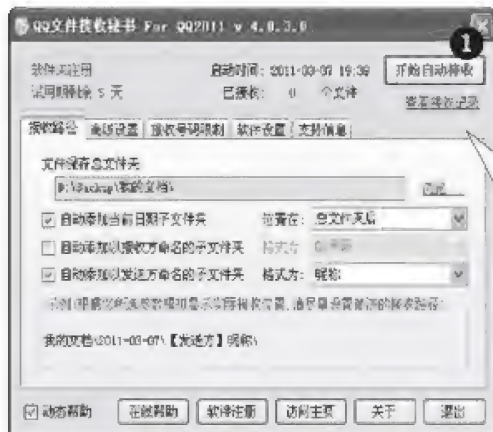 QQ文件接收秘书 For QQ2011 v 4.0.3.0
1
软件未注册
启动时间: 2011-03-07 19:39
开始自动接收
试用期剩余 5 天
已接收: 0 个文件
查看接收记录
接收路径 高级设置 接收号码限制 软件设置 支持信息
文件保存总文件夹
D:\Backup\我的文档\
自动添加当前日期子文件夹 位置在: 总文件夹后
自动添加以接收方命名的子文件夹 格式为:
自动添加以发送方命名的子文件夹 格式为: 昵称
我的文档\2011-03-07\【发送方】昵称\
动态帮助 在线帮助 软件注册 访问主页 关于 退出